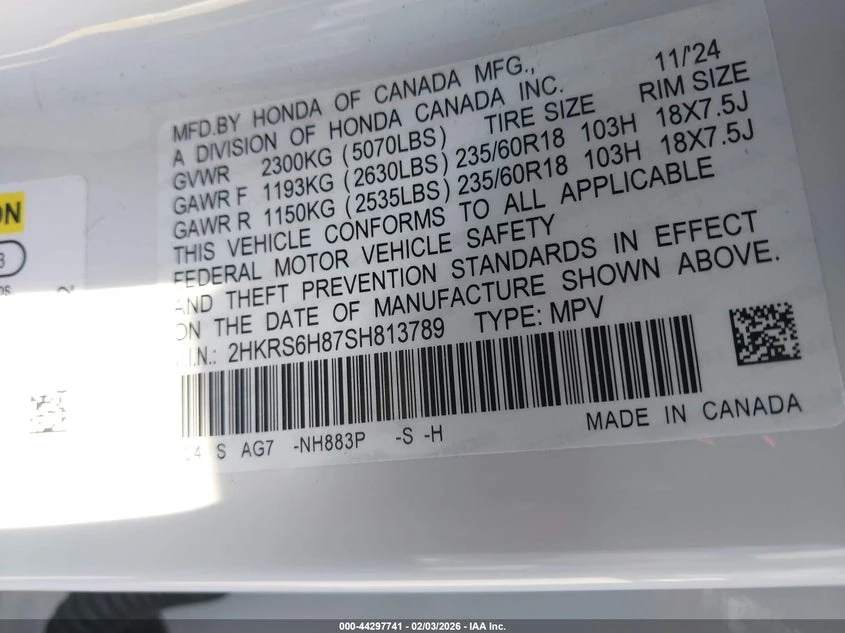 MFD.BY HONDA OF CANADA MFG., 11/'24
A DIVISION OF HONDA CANADA INC.
TIRE SIZE RIM SIZE
GVWR 2300KG (5070LBS)
GAWR F 1193KG (2630LBS) 235/60R18 103H 18X7.5J
GAWR R 1150KG (2535LBS) 235/60R18 103H 18X7.5J
THIS VEHICLE CONFORMS TO ALL APPLICABLE
FEDERAL MOTOR VEHICLE SAFETY
AND THEFT PREVENTION STANDARDS IN EFFECT
ON THE DATE OF MANUFACTURE SHOWN ABOVE.
.I.N.: 2HKRS6H87SH813789 TYPE: MPV
S AG7 -NH883P -S -H
MADE IN CANADA
000-44297741 - 02/03/2026 - IAA Inc.